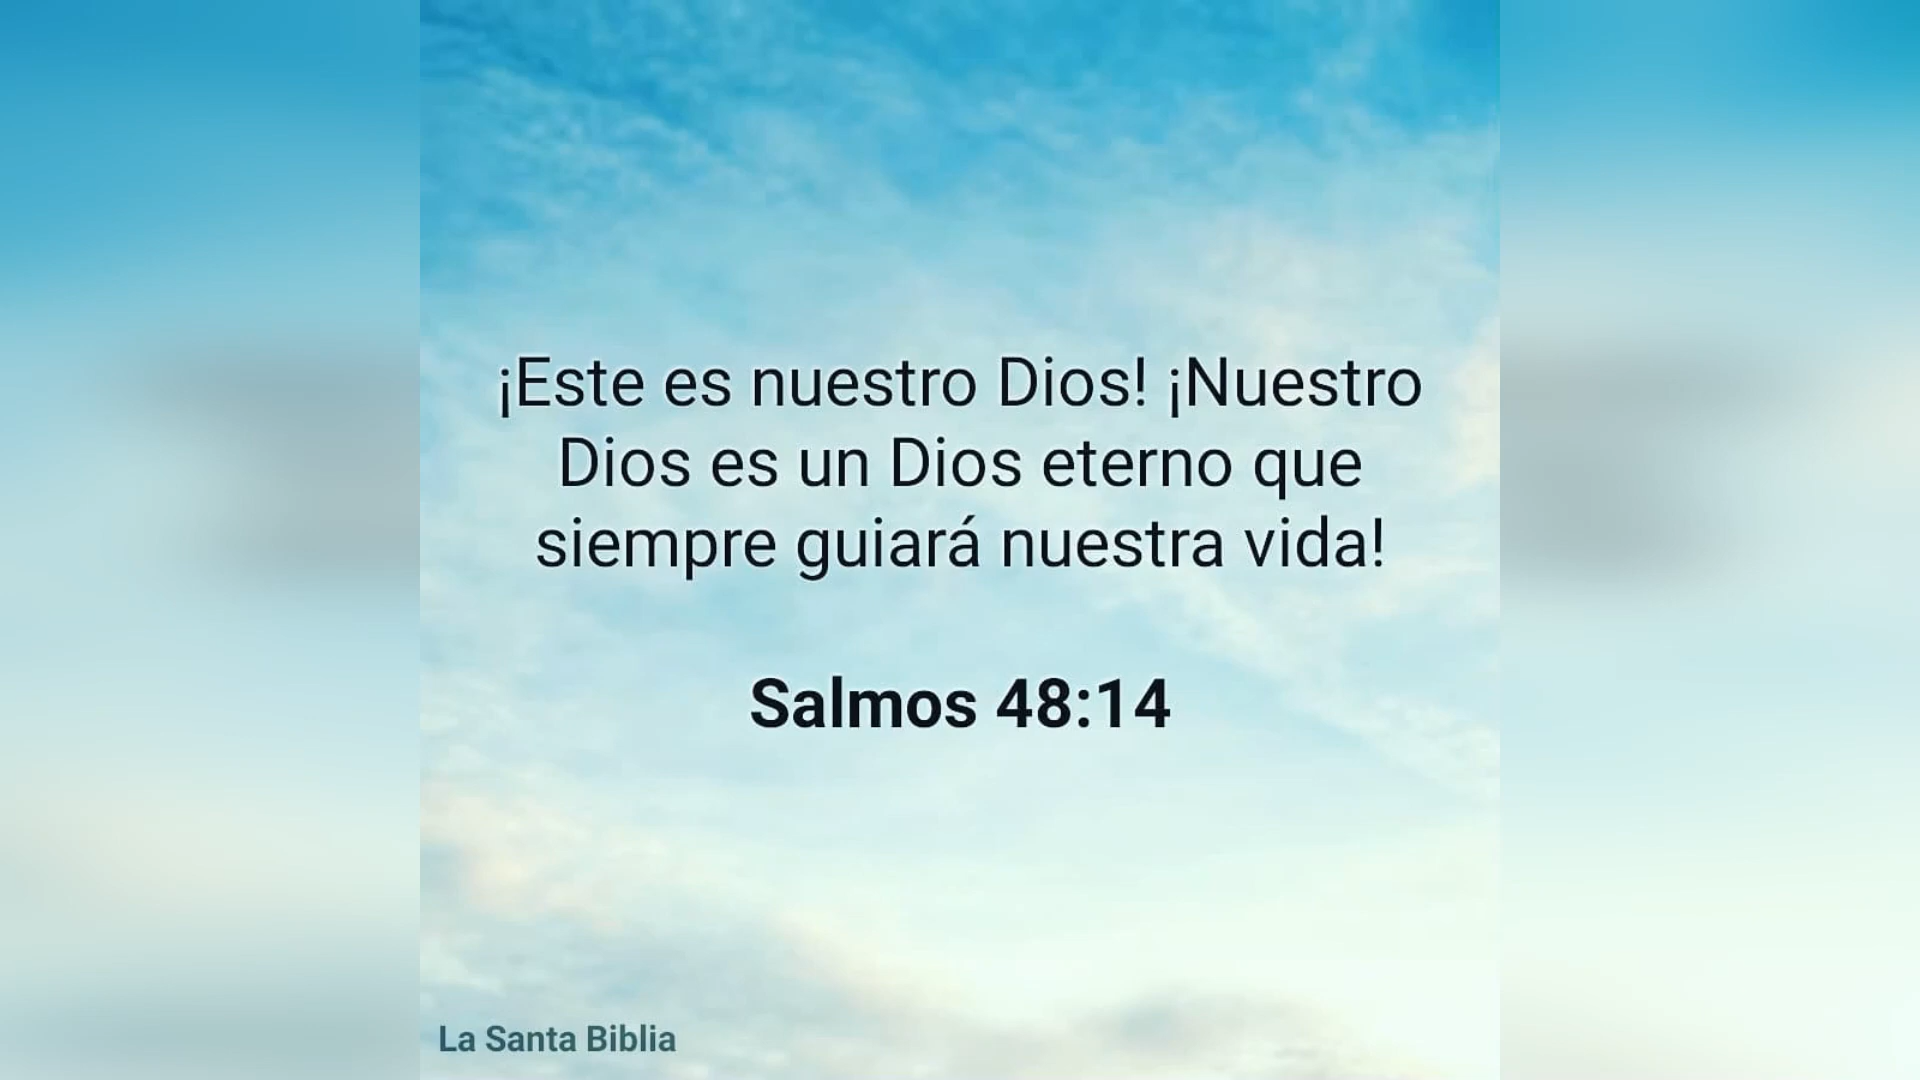 ¡Este es nuestro Dios! ¡Nuestro
Dios es un Dios eterno que
siempre guiará nuestra vida!
Salmos 48:14
La Santa Biblia